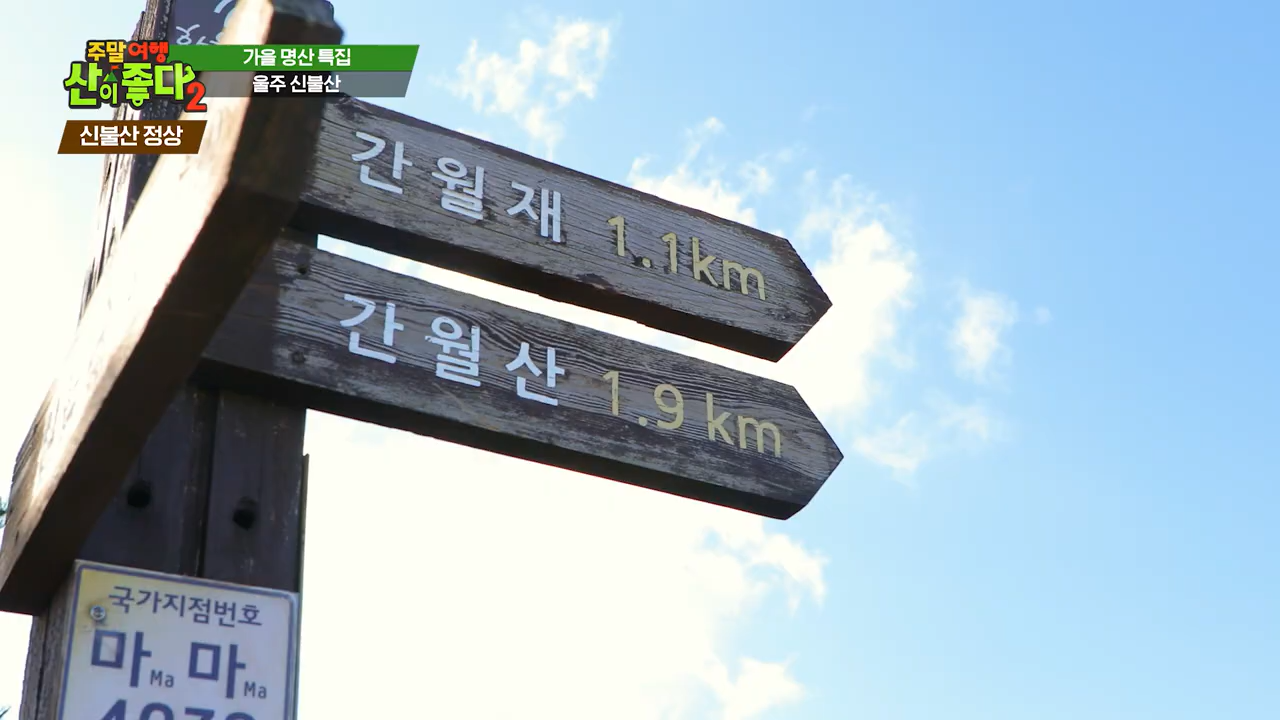 주말 여행
산이 좋다2
가을 명산 특집
울주 신불산
신불산 정상
간월재 1.1km
간월산 1.9 km
국가지점번호
마Ma 마Ma